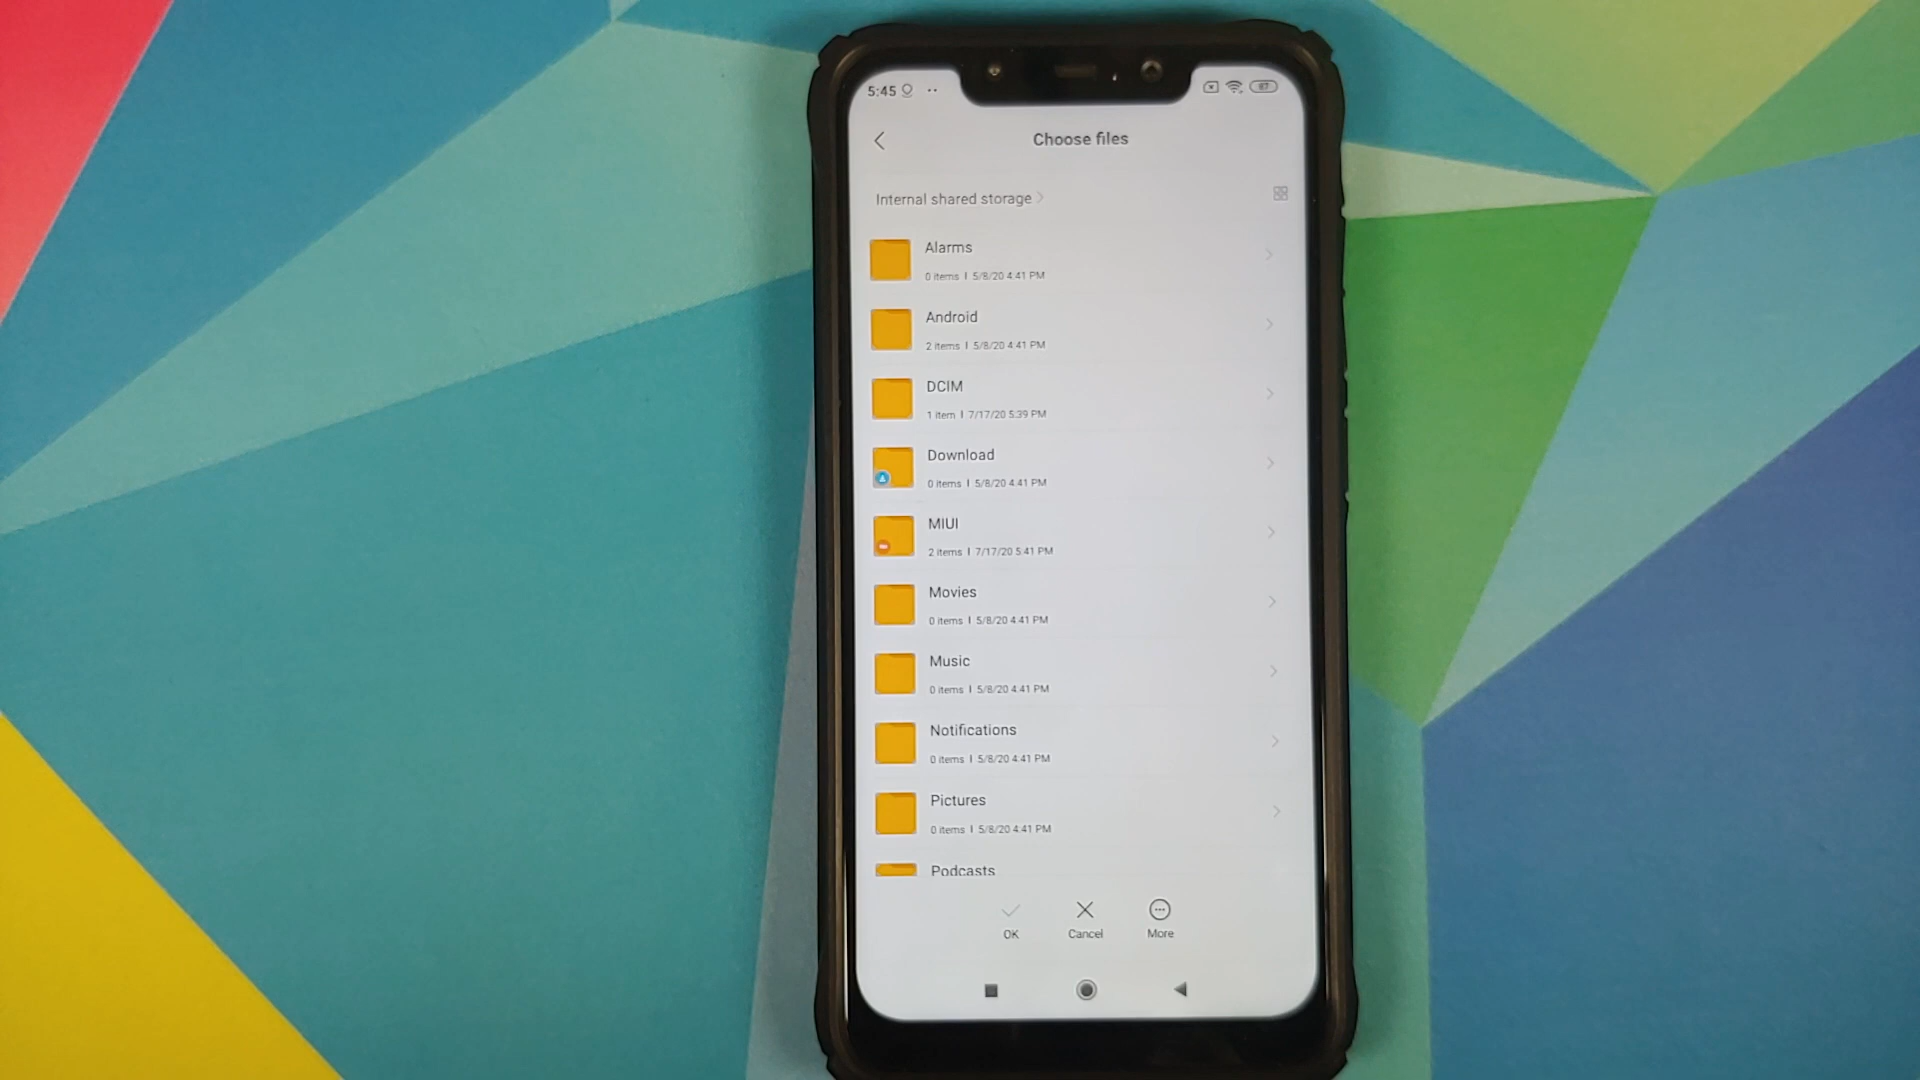 5:45
87
Choose files
Internal shared storage
Alarms
0 items | 5/8/20 4:41 PM
Android
2 items | 5/8/20 4:41 PM
DCIM
1 item | 7/17/20 5:39 PM
Download
0 items | 5/8/20 4:41 PM
MIUI
2 items | 7/17/20 5:41 PM
Movies
0 items | 5/8/20 4:41 PM
Music
0 items | 5/8/20 4:41 PM
Notifications
0 items | 5/8/20 4:41 PM
Pictures
0 items | 5/8/20 4:41 PM
Podcasts
OK Cancel More